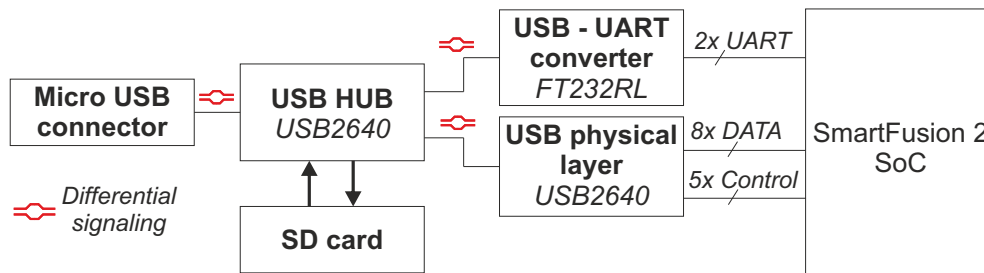 Micro USB
connector
USB HUB
USB2640
SD card
Differential
signaling
USB - UART
converter
FT232RL
USB physical
layer
USB2640
2x UART
8x DATA
5x Control
SmartFusion 2
SoC